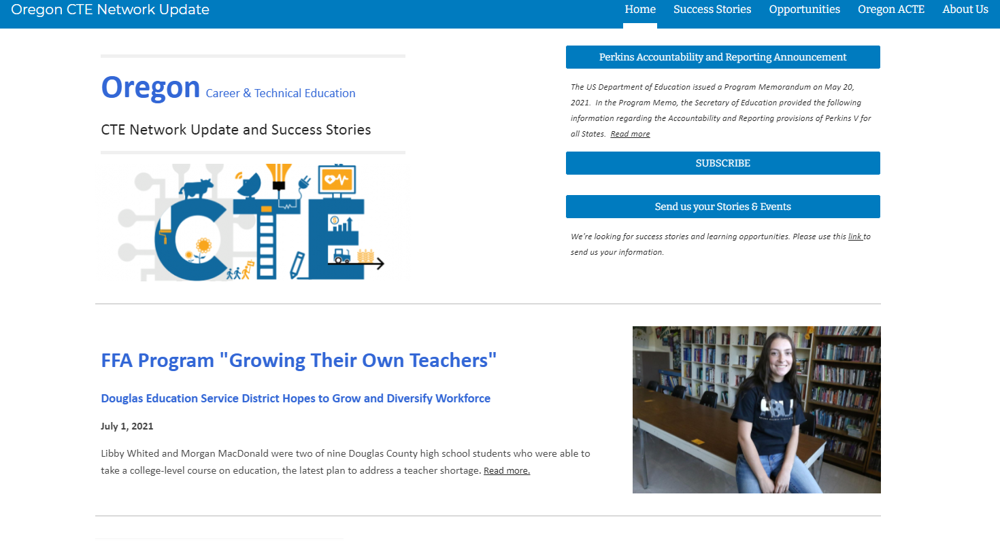 Oregon CTE Network Update
Home
Success Stories
Opportunities
Oregon ACTE
About Us
Oregon Career & Technical Education
CTE Network Update and Success Stories
CTE
Perkins Accountability and Reporting Announcement
The US Department of Education issued a Program Memorandum on May 20,
2021.  In the Program Memo, the Secretary of Education provided the following
information regarding the Accountability and Reporting provisions of Perkins V for
all States.  Read more
SUBSCRIBE
Send us your Stories & Events
We're looking for success stories and learning opportunities. Please use this link to
send us your information.
FFA Program "Growing Their Own Teachers"
Douglas Education Service District Hopes to Grow and Diversify Workforce
July 1, 2021
Libby Whited and Morgan MacDonald were two of nine Douglas County high school students who were able to
take a college-level course on education, the latest plan to address a teacher shortage. Read more.